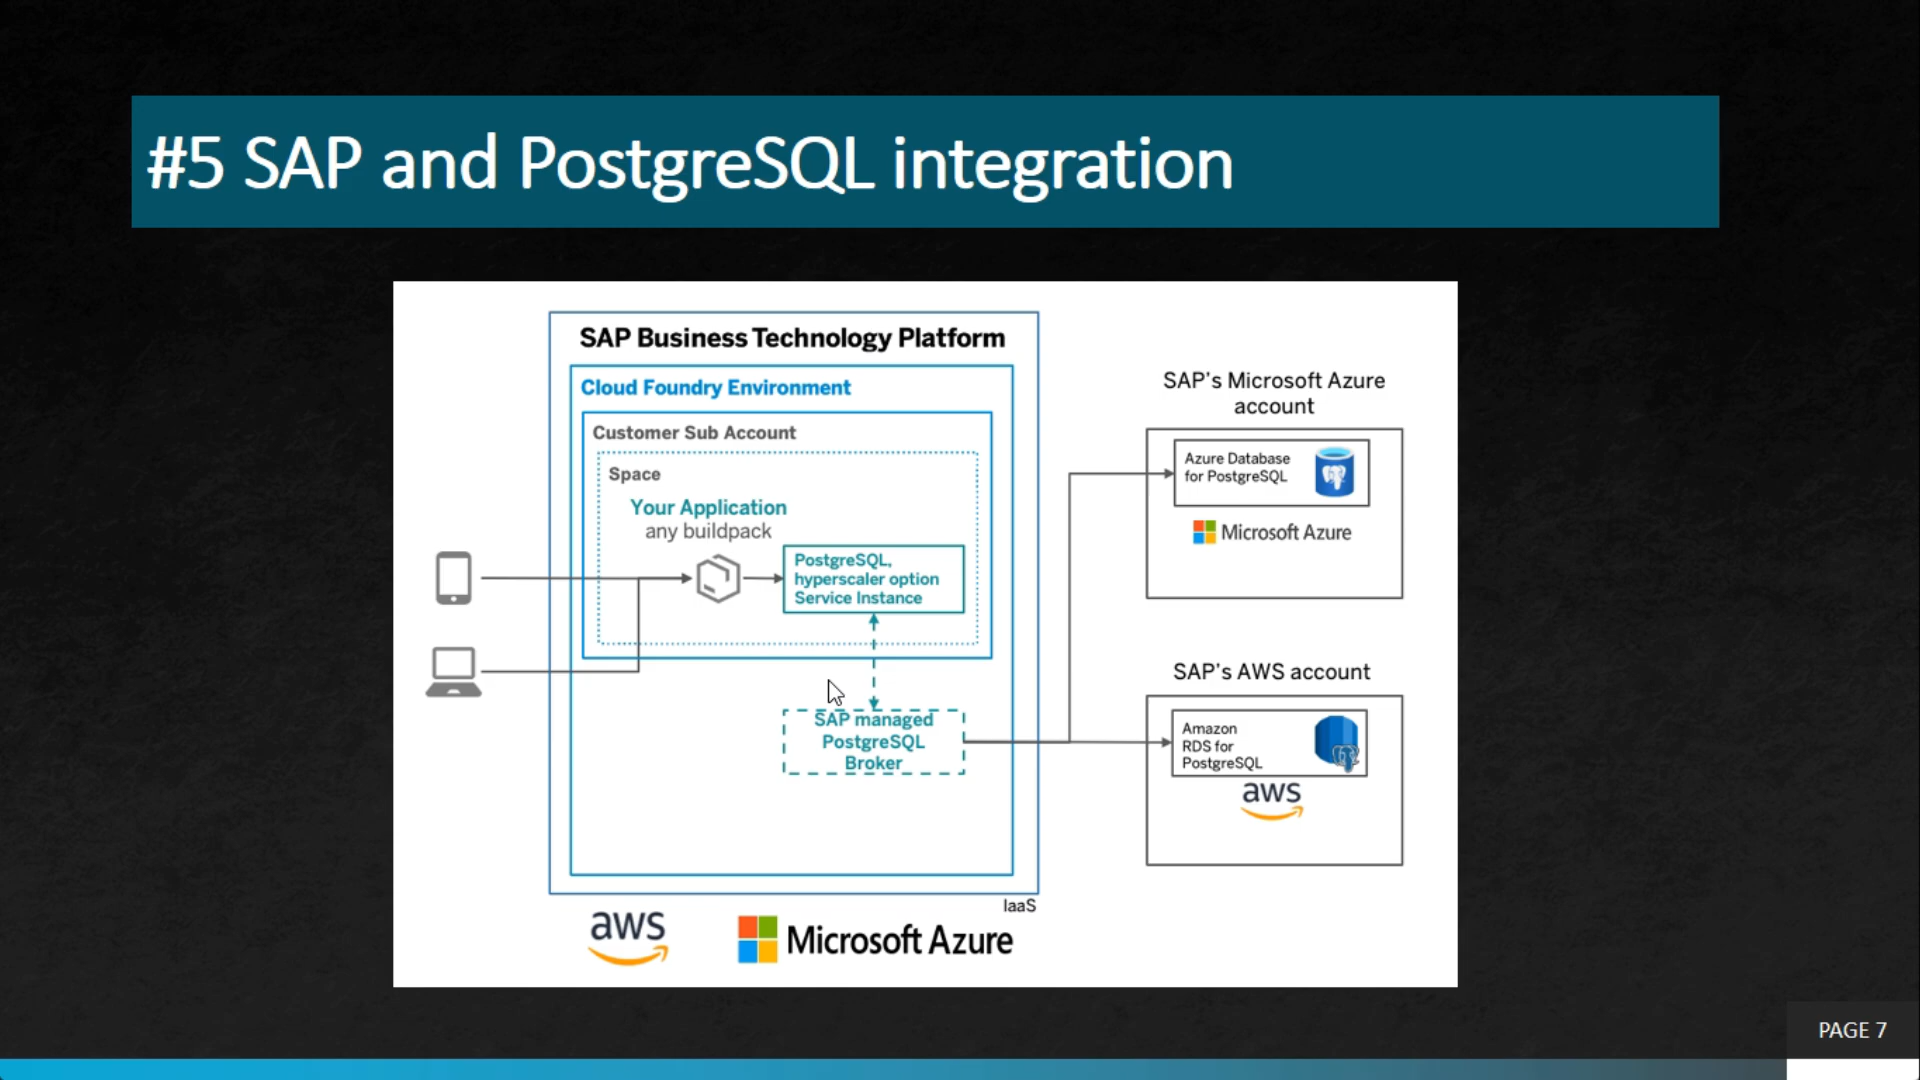 #5 SAP and PostgreSQL integration
SAP Business Technology Platform
Cloud Foundry Environment
Customer Sub Account
Space
Your Application
any buildpack
PostgreSQL,
hyperscaler option
Service Instance
SAP managed
PostgreSQL
Broker
IaaS
aws
Microsoft Azure
SAP's Microsoft Azure
account
Azure Database
for PostgreSQL
Microsoft Azure
SAP's AWS account
Amazon
RDS for
PostgreSQL
aws
PAGE 7